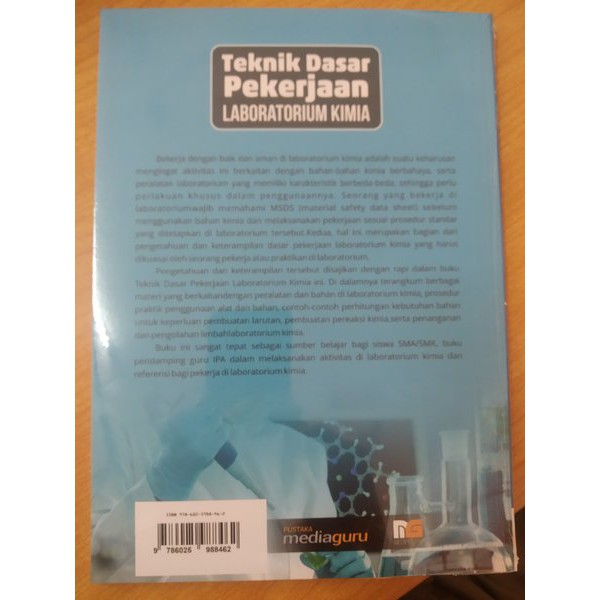 Teknik Dasar
Pekerjaan
LABORATORIUM KIMIA
Bekerja dengan baik dan aman di laboratorium kimia adalah suatu keharusan
mengingat aktivitas ini berkaitan dengan bahan-bahan kimia berbahaya, serta
peralatan laboratorium yang memiliki karakteristik berbeda-beda, sehingga perlu
perlakuan khusus dalam penggunaannya. Seorang yang bekerja di
laboratoriumwajib memahami MSDS (material safety data sheet) sebelum
menggunakan bahan kimia dan melaksanakan pekerjaan sesuai prosedur standar
yang ditetapkan di laboratorium tersebut.Kedua, hal ini merupakan bagian dari
pengetahuan dan keterampilan dasar pekerjaan laboratorium kimia yang harus
dikuasai oleh seorang pekerja atau praktikan di laboratorium.
Pengetahuan dan keterampilan tersebut disajikan dengan rapi dalam buku
Teknik Dasar Pekerjaan Laboratorium Kimia ini. Di dalamnya terangkum berbagai
materi yang berkaitandengan peralatan dan bahan di laboratorium kimia, prosedur
praktik penggunaan alat dan bahan, contoh-contoh perhitungan kebutuhan bahan
untuk keperluan pembuatan larutan, pembuatan pereaksi kimia,serta penanganan
dan pengolahan limbahlaboratorium kimia.
Buku ini sangat tepat sebagai sumber belajar bagi siswa SMA/SMK, buku
pendamping guru IPA dalam melaksanakan aktivitas di laboratorium kimia dan
referensi bagi pekerja di laboratorium kimia.
9 786025 988462
PUSTAKA
mediaguru